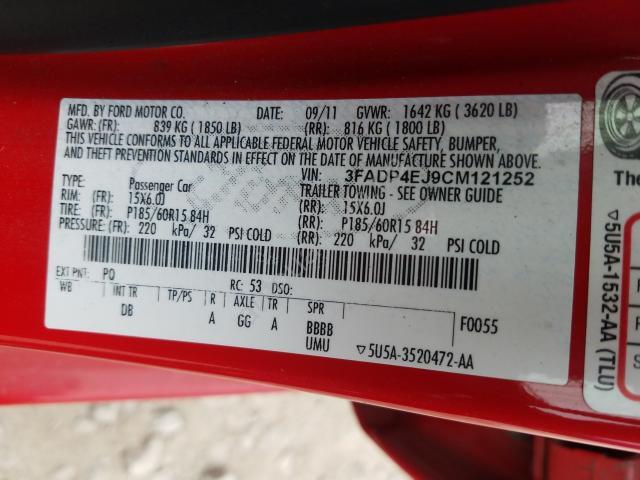 MFD. BY FORD MOTOR CO. DATE: 09/11 GVWR: 1642 KG ( 3620 LB)
GAWR: (FR): 839 KG ( 1850 LB) (RR): 816 KG ( 1800 LB)
THIS VEHICLE CONFORMS TO ALL APPLICABLE FEDERAL MOTOR VEHICLE SAFETY, BUMPER,
AND THEFT PREVENTION STANDARDS IN EFFECT ON THE DATE OF MANUFACTURE SHOWN ABOVE.
VIN: 3FADP4EJ9CM121252
TYPE: Passenger Car TRAILER TOWING - SEE OWNER GUIDE
RIM: (FR): 15X6.0J (RR): 15X6.0J
TIRE: (FR): P185/60R15 84H (RR): P185/60R15 84H
PRESSURE: (FR): 220 kPa/ 32 PSI COLD (RR): 220 kPa/ 32 PSI COLD
EXT PNT: PQ RC: 53 DSO:
WB INT TR TP/PS R AXLE TR SPR
DB A GG A BBBB F0055
UMU ▽5U5A-3520472-AA
The
▽5U5A-1532-AA (TLU)